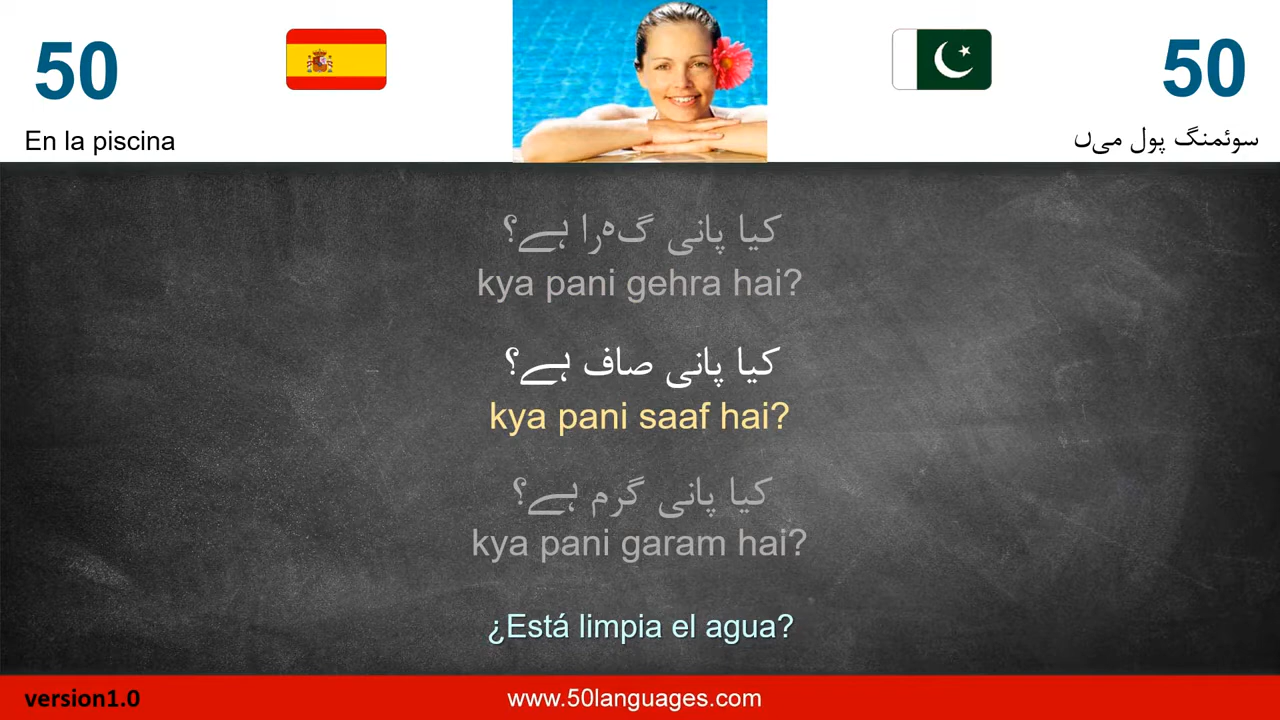 50
50
En la piscina
سوئمنگ پول میں
کیا پانی گہرا ہے؟
kya pani gehra hai?
کیا پانی صاف ہے؟
kya pani saaf hai?
کیا پانی گرم ہے؟
kya pani garam hai?
¿Está limpia el agua?
version1.0
www.50languages.com